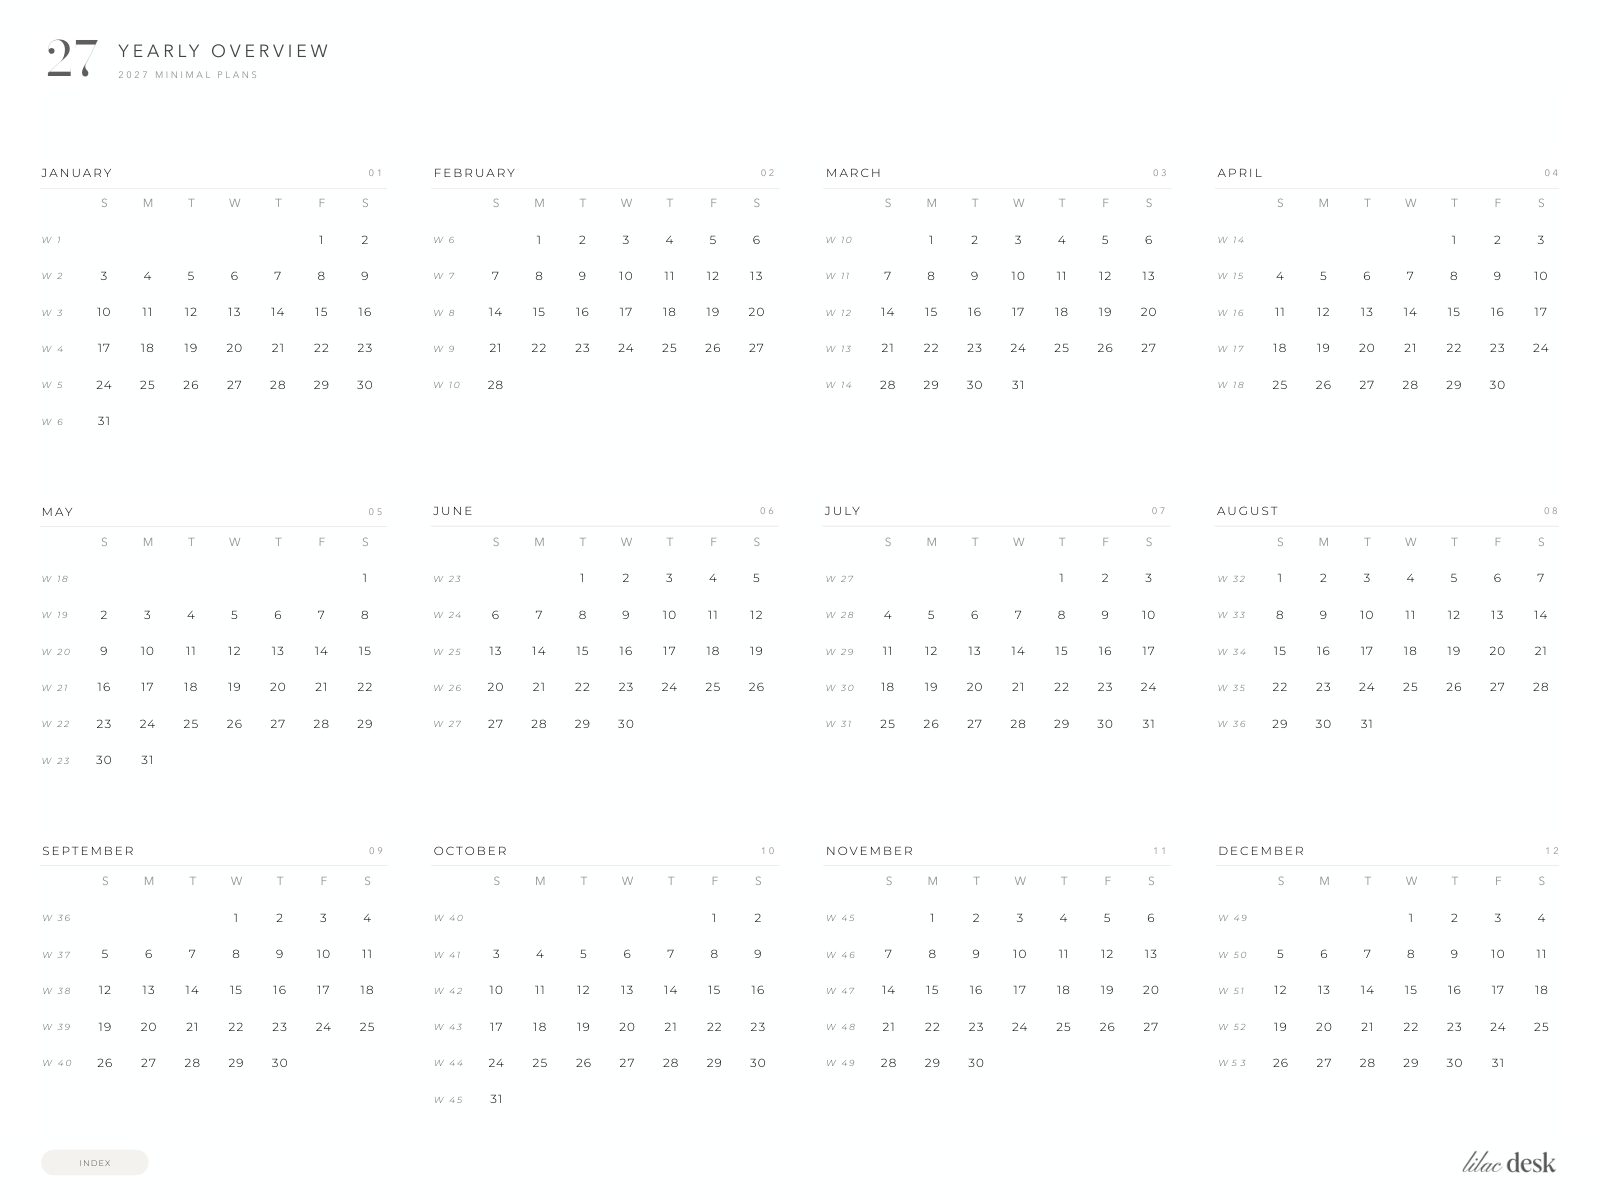 27 YEARLY OVERVIEW
2027 MINIMAL PLANS
JANUARY 01
S M T W T F S
W 1 1 2
W 2 3 4 5 6 7 8 9
W 3 10 11 12 13 14 15 16
W 4 17 18 19 20 21 22 23
W 5 24 25 26 27 28 29 30
W 6 31
FEBRUARY 02
S M T W T F S
W 6 1 2 3 4 5 6
W 7 7 8 9 10 11 12 13
W 8 14 15 16 17 18 19 20
W 9 21 22 23 24 25 26 27
W 10 28
MARCH 03
S M T W T F S
W 10 1 2 3 4 5 6
W 11 7 8 9 10 11 12 13
W 12 14 15 16 17 18 19 20
W 13 21 22 23 24 25 26 27
W 14 28 29 30 31
APRIL 04
S M T W T F S
W 14 1 2 3
W 15 4 5 6 7 8 9 10
W 16 11 12 13 14 15 16 17
W 17 18 19 20 21 22 23 24
W 18 25 26 27 28 29 30
MAY 05
S M T W T F S
W 18 1
W 19 2 3 4 5 6 7 8
W 20 9 10 11 12 13 14 15
W 21 16 17 18 19 20 21 22
W 22 23 24 25 26 27 28 29
W 23 30 31
JUNE 06
S M T W T F S
W 23 1 2 3 4 5
W 24 6 7 8 9 10 11 12
W 25 13 14 15 16 17 18 19
W 26 20 21 22 23 24 25 26
W 27 27 28 29 30
JULY 07
S M T W T F S
W 27 1 2 3
W 28 4 5 6 7 8 9 10
W 29 11 12 13 14 15 16 17
W 30 18 19 20 21 22 23 24
W 31 25 26 27 28 29 30 31
AUGUST 08
S M T W T F S
W 32 1 2 3 4 5 6 7
W 33 8 9 10 11 12 13 14
W 34 15 16 17 18 19 20 21
W 35 22 23 24 25 26 27 28
W 36 29 30 31
SEPTEMBER 09
S M T W T F S
W 36 1 2 3 4
W 37 5 6 7 8 9 10 11
W 38 12 13 14 15 16 17 18
W 39 19 20 21 22 23 24 25
W 40 26 27 28 29 30
OCTOBER 10
S M T W T F S
W 40 1 2
W 41 3 4 5 6 7 8 9
W 42 10 11 12 13 14 15 16
W 43 17 18 19 20 21 22 23
W 44 24 25 26 27 28 29 30
W 45 31
NOVEMBER 11
S M T W T F S
W 45 1 2 3 4 5 6
W 46 7 8 9 10 11 12 13
W 47 14 15 16 17 18 19 20
W 48 21 22 23 24 25 26 27
W 49 28 29 30
DECEMBER 12
S M T W T F S
W 49 1 2 3 4
W 50 5 6 7 8 9 10 11
W 51 12 13 14 15 16 17 18
W 52 19 20 21 22 23 24 25
W 53 26 27 28 29 30 31
INDEX
lilac desk